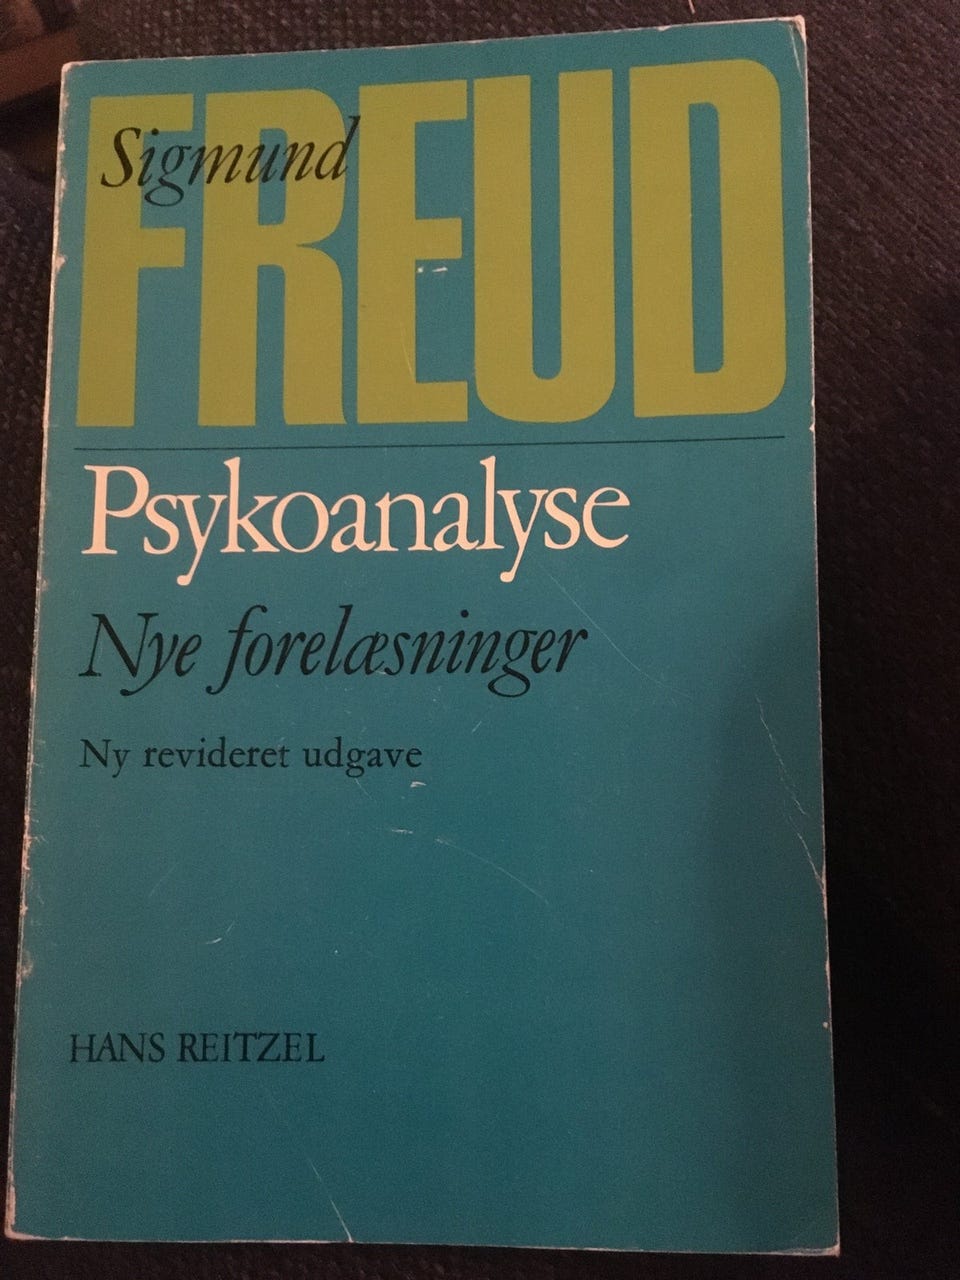 Sigmund
FREUD
Psykoanalyse
Nye forelæsninger
Ny revideret udgave
HANS REITZEL